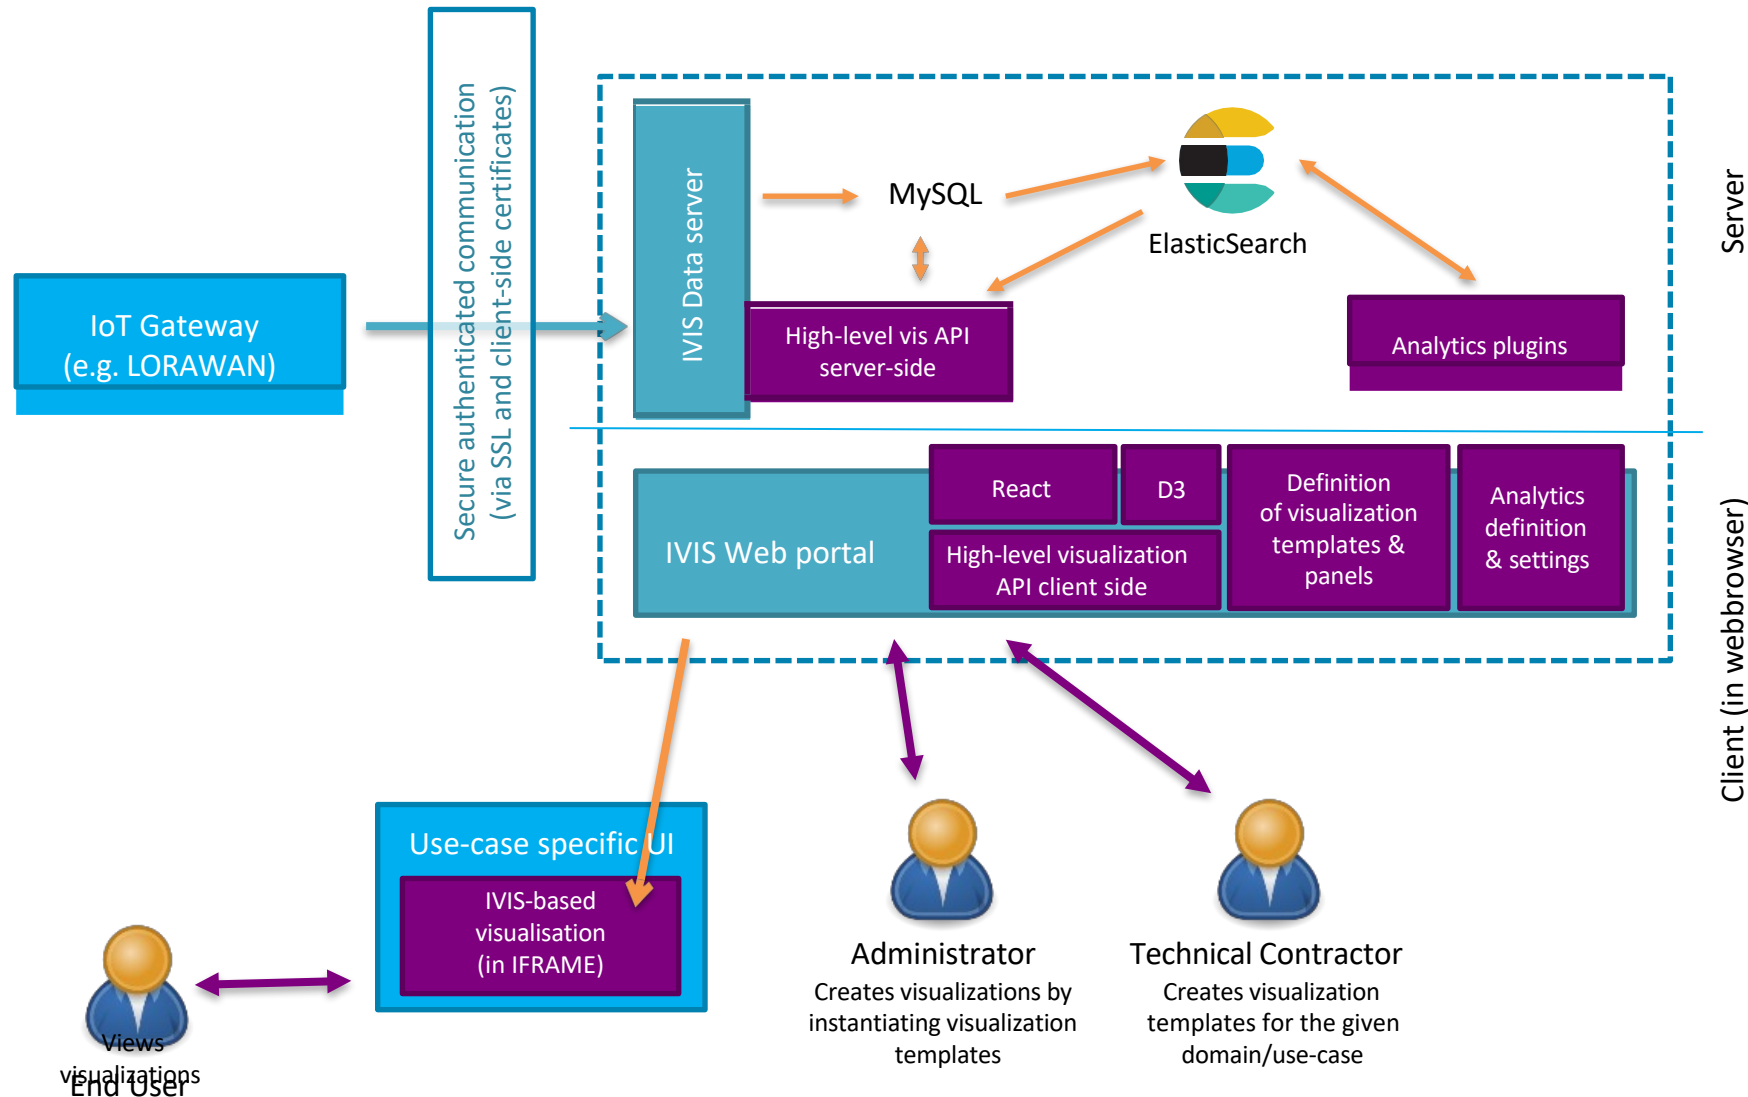 Secure authenticated communication
(via SSL and client-side certificates)
IoT Gateway
(e.g. LORAWAN)
IVIS Data server
MySQL
ElasticSearch
High-level vis API
server-side
Analytics plugins
Server
IVIS Web portal
React
D3
High-level visualization
API client side
Definition
of visualization
templates &
panels
Analytics
definition
& settings
Client (in webbrowser)
Use-case specific UI
IVIS-based
visualisation
(in IFRAME)
Views
visualizations
End User
Administrator
Creates visualizations by
instantiating visualization
templates
Technical Contractor
Creates visualization
templates for the given
domain/use-case